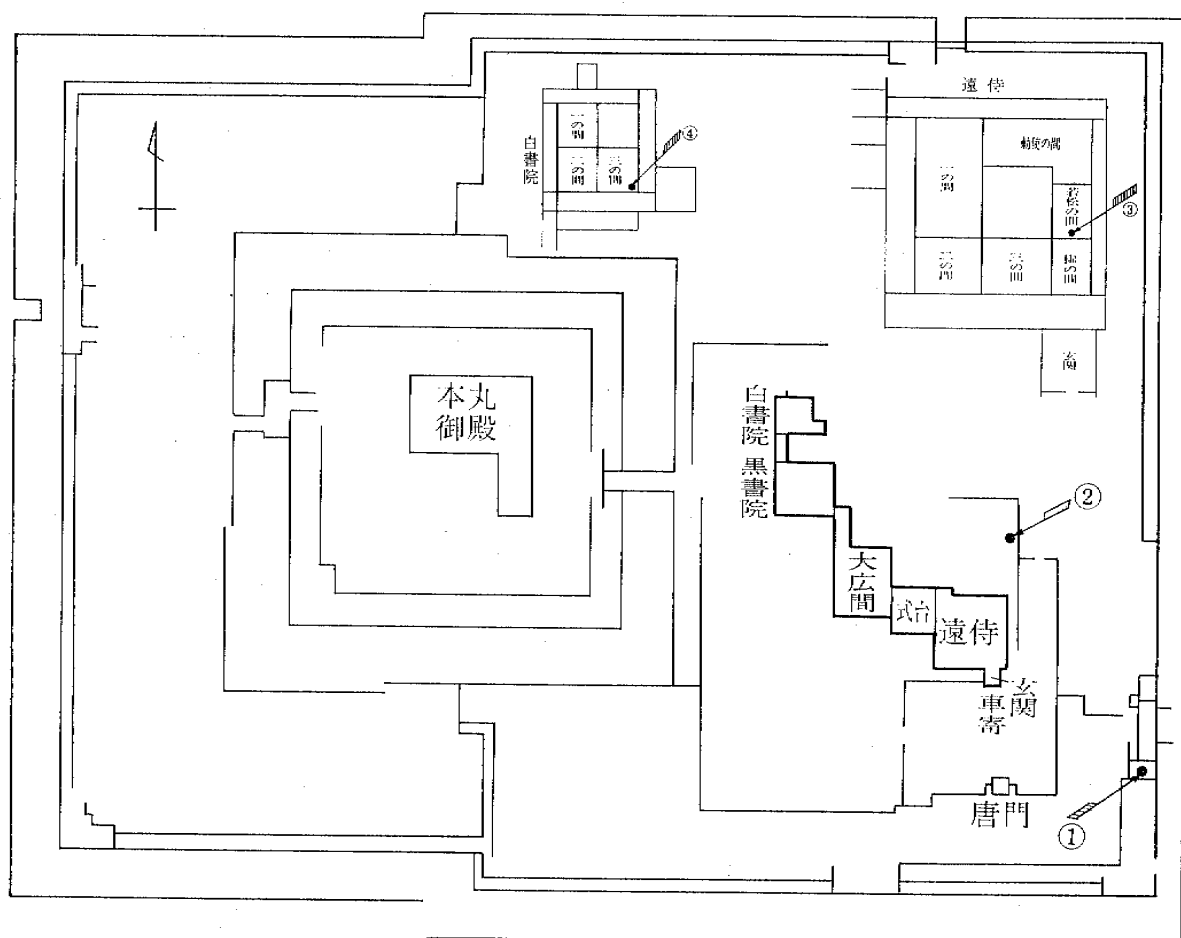 遠侍
一の間
勅使の間
若松の間
二の間
三の間
③
玄関
白書院
一の間
二の間
三の間
④
本丸
御殿
白書院
黒書院
大広間
式台
遠侍
玄関
車寄
唐門
②
①